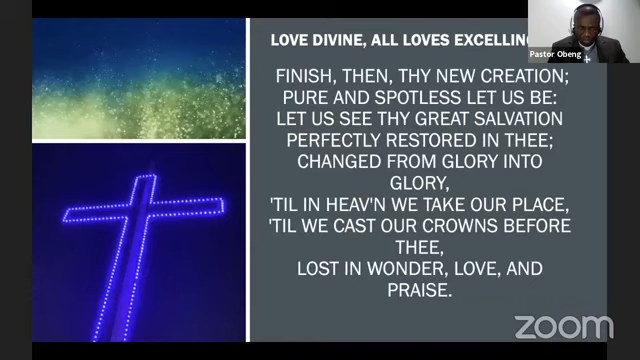 LOVE DIVINE, ALL LOVES EXCELLIN
Pastor Obeng
FINISH, THEN, THY NEW CREATION;
PURE AND SPOTLESS LET US BE:
LET US SEE THY GREAT SALVATION
PERFECTLY RESTORED IN THEE;
CHANGED FROM GLORY INTO
GLORY,
'TIL IN HEAV'N WE TAKE OUR PLACE,
'TIL WE CAST OUR CROWNS BEFORE
THEE,
LOST IN WONDER, LOVE, AND
PRAISE.
zoom